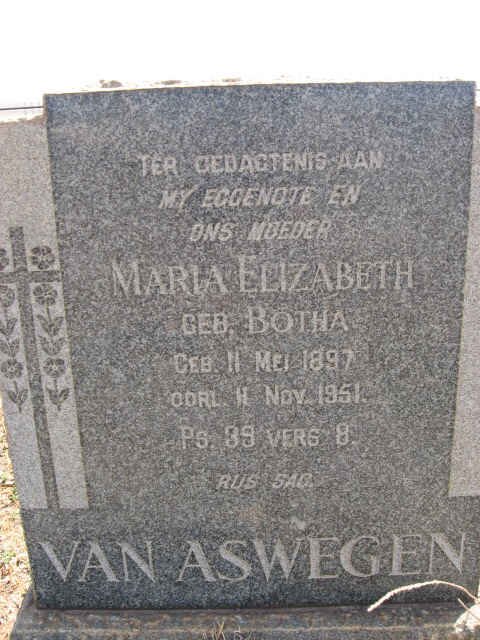 TER GEDAGTENIS AAN
MY EGGENOTE EN
ONS MOEDER
MARIA ELIZABETH
GEB. BOTHA
GEB. 11 MEI 1897
OORL. 11 NOV. 1951.
PS. 39 VERS 8.
RUS SAG.
VAN ASWEGEN